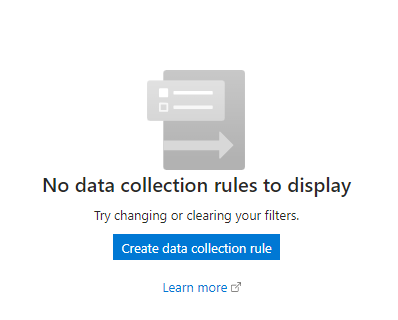 No data collection rules to display
Try changing or clearing your filters.
Create data collection rule
Learn more